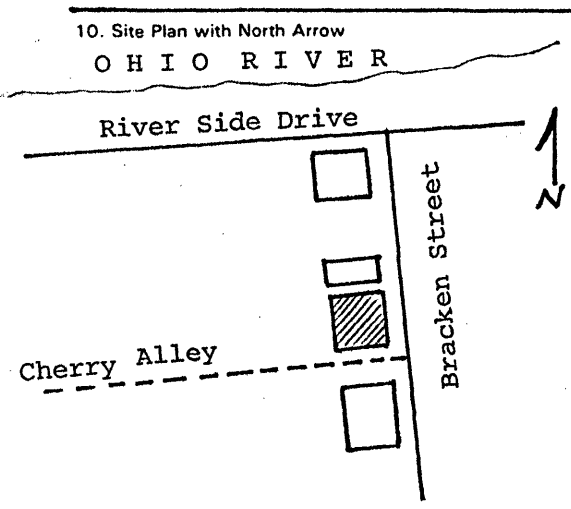 10. Site Plan with North Arrow
OHIO RIVER
River Side Drive
Bracken Street
Cherry Alley
N